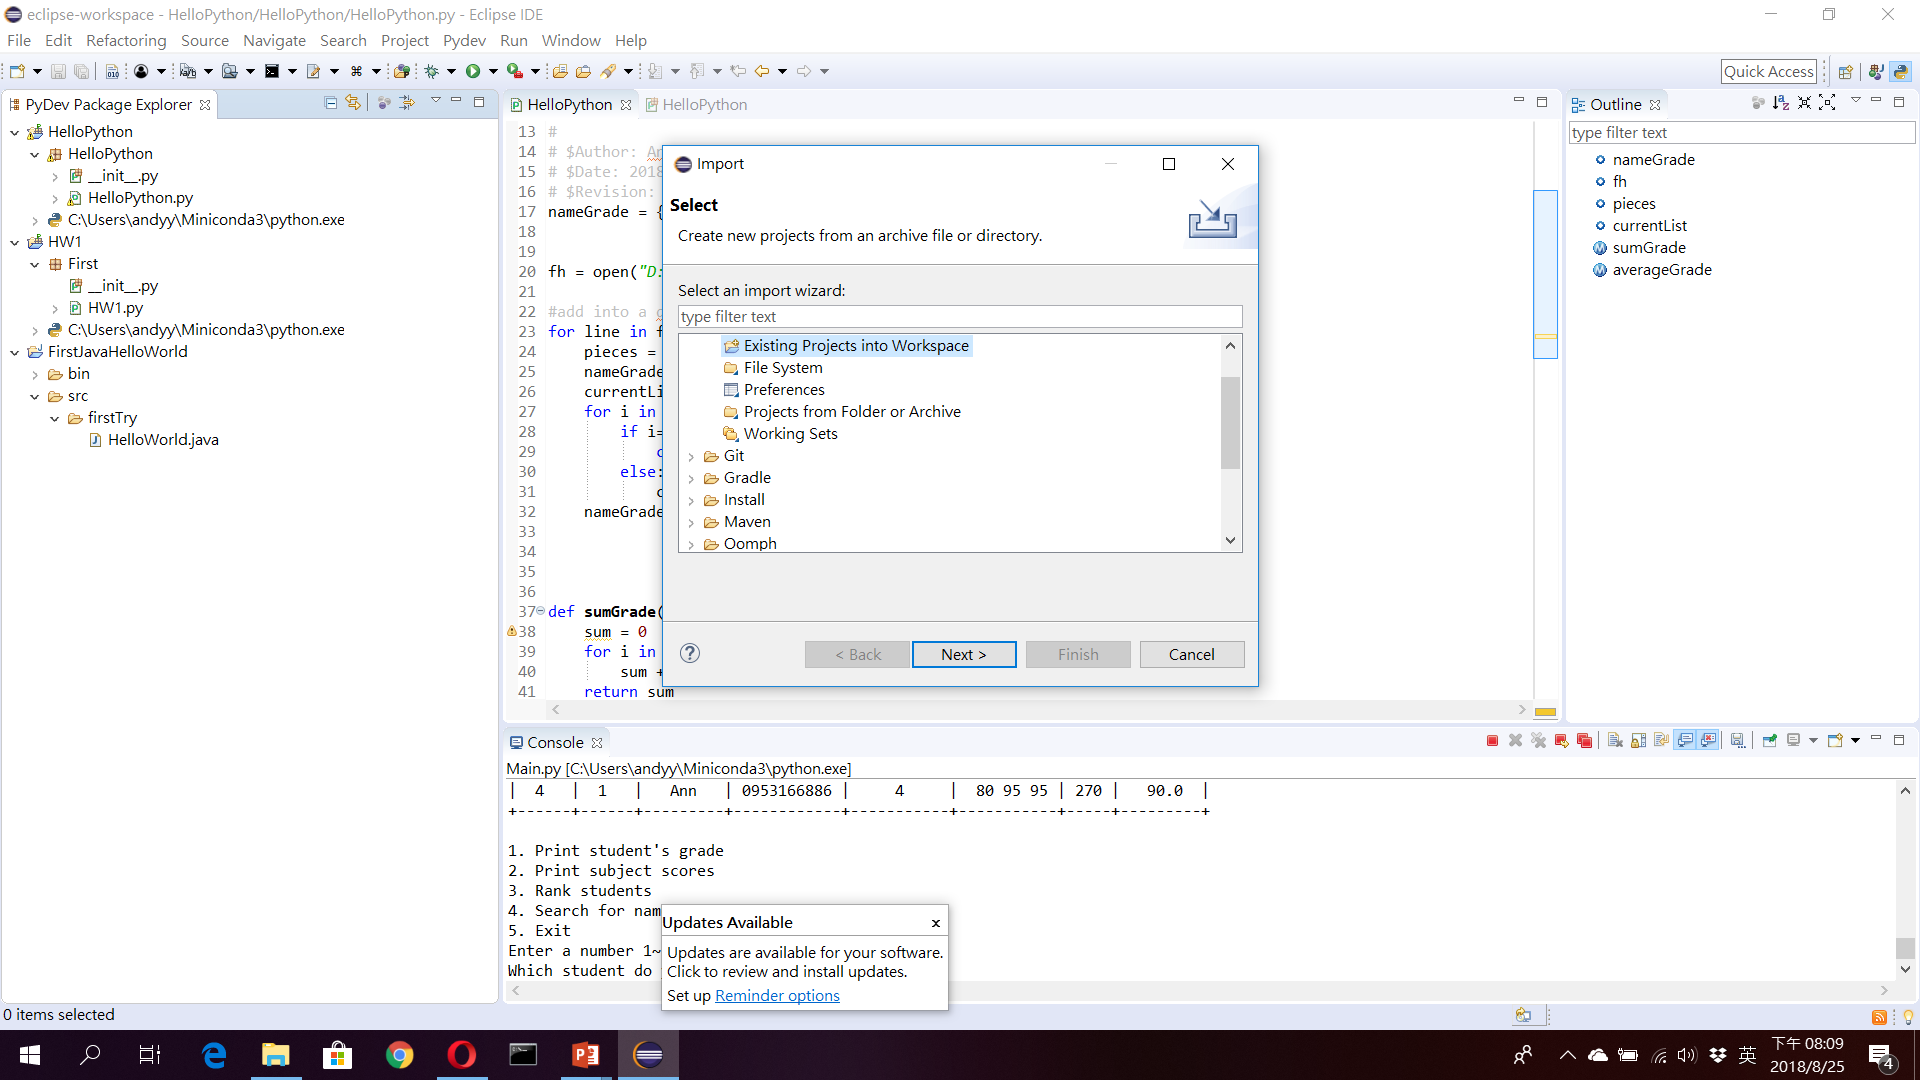 eclipse-workspace - HelloPython/HelloPython/HelloPython.py - Eclipse IDE
File Edit Refactoring Source Navigate Search Project Pydev Run Window Help
Quick Access
PyDev Package Explorer
HelloPython
HelloPython
__init__.py
HelloPython.py
C:\Users\andyy\Miniconda3\python.exe
HW1
First
__init__.py
HW1.py
C:\Users\andyy\Miniconda3\python.exe
FirstJavaHelloWorld
bin
src
firstTry
HelloWorld.java
HelloPython HelloPython
13 #
14 # $Author:
15 # $Date: 2018
16 # $Revision:
17 nameGrade = {
18
19
20 fh = open("D:
21
22 #add into a
23 for line in
24 pieces =
25 nameGrade
26 currentLi
27 for i in
28 if i=
29
30 else:
31
32 nameGrade
33
34
35
36
37 def sumGrade(
38 sum = 0
39 for i in
40 sum +
41 return sum
Import
Select
Create new projects from an archive file or directory.
Select an import wizard:
type filter text
Existing Projects into Workspace
File System
Preferences
Projects from Folder or Archive
Working Sets
Git
Gradle
Install
Maven
Oomph
< Back Next > Finish Cancel
Outline
type filter text
nameGrade
fh
pieces
currentList
sumGrade
averageGrade
Console
Main.py [C:\Users\andyy\Miniconda3\python.exe]
| 4 | 1 | Ann | 0953166886 | 4 | 80 95 95 | 270 | 90.0 |
+------+------+---------+------------+-----------+-----------+-----+---------+
1. Print student's grade
2. Print subject scores
3. Rank students
4. Search for nam
5. Exit
Enter a number 1~
Which student do
Updates Available x
Updates are available for your software.
Click to review and install updates.
Set up Reminder options
0 items selected
英
下午 08:09
2018/8/25
4